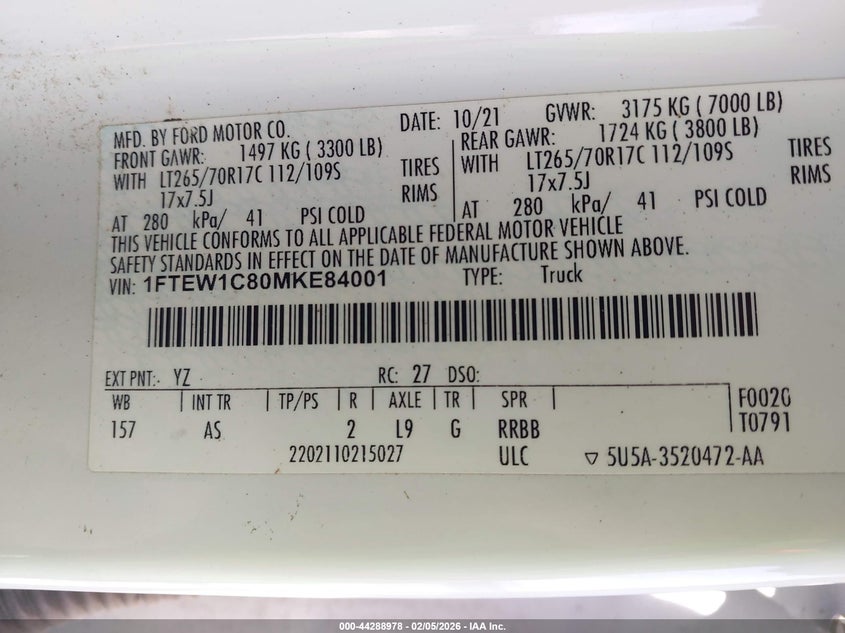 MFD. BY FORD MOTOR CO. DATE: 10/21 GVWR: 3175 KG ( 7000 LB)
FRONT GAWR: 1497 KG ( 3300 LB) REAR GAWR: 1724 KG ( 3800 LB)
WITH LT265/70R17C 112/109S TIRES WITH LT265/70R17C 112/109S TIRES
17x7.5J RIMS 17x7.5J RIMS
AT 280 kPa/ 41 PSI COLD AT 280 kPa/ 41 PSI COLD
THIS VEHICLE CONFORMS TO ALL APPLICABLE FEDERAL MOTOR VEHICLE
SAFETY STANDARDS IN EFFECT ON THE DATE OF MANUFACTURE SHOWN ABOVE.
VIN: 1FTEW1C80MKE84001 TYPE: Truck
EXT PNT: YZ RC: 27 DSO:
WB INT TR TP/PS R AXLE TR SPR F0020
157 AS 2 L9 G RRBB T0791
2202110215027 ULC ▽ 5U5A-3520472-AA
000-44288978 - 02/05/2026 - IAA Inc.